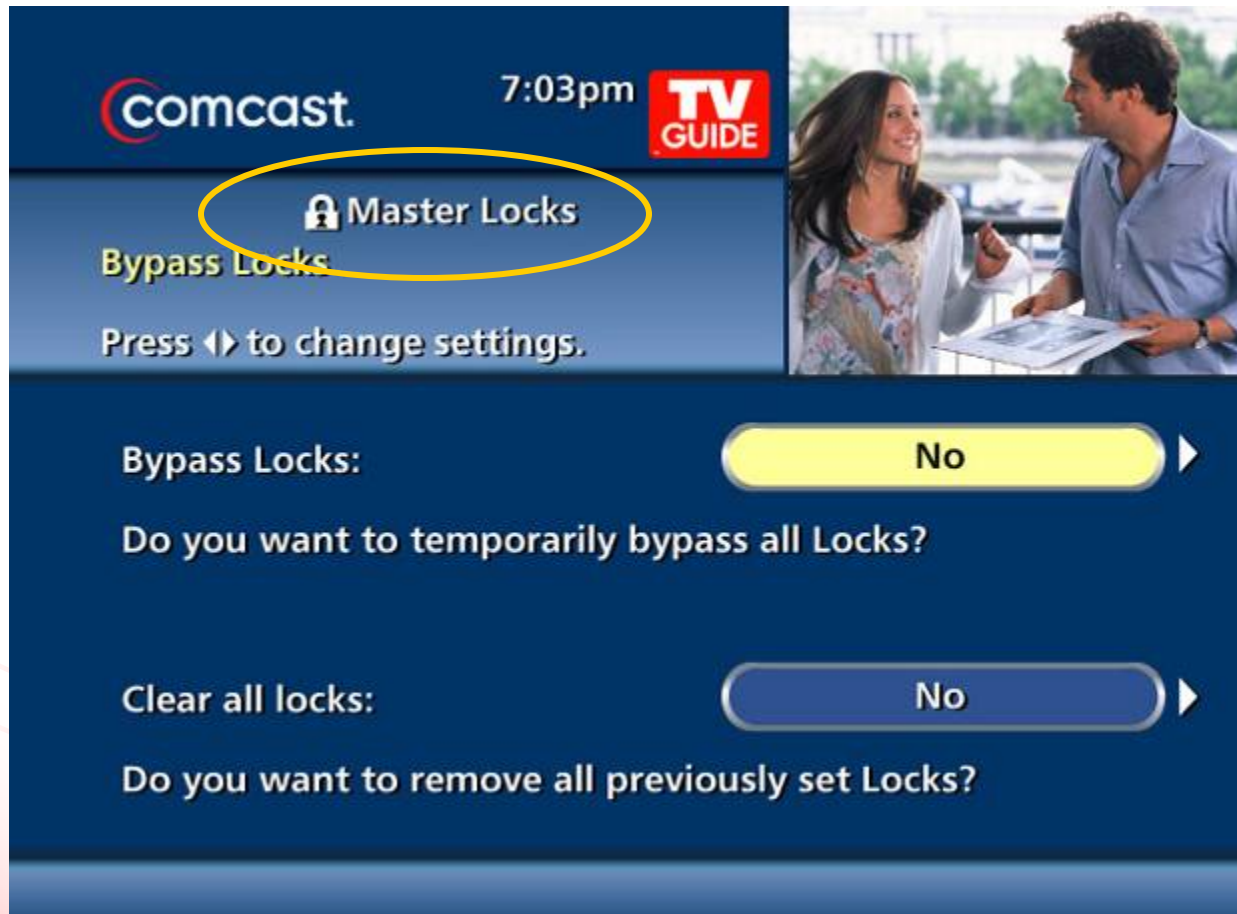 comcast.
7:03pm
TV
GUIDE
Master Locks
Bypass Locks
Press to change settings.
Bypass Locks:
No
Do you want to temporarily bypass all Locks?
Clear all locks:
No
Do you want to remove all previously set Locks?